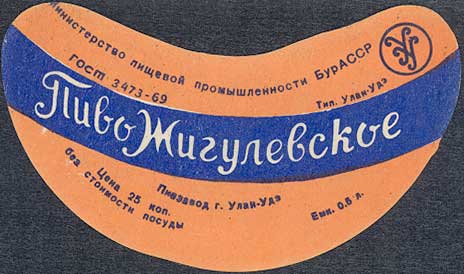 Министерство пищевой промышленности БурАССР
ГОСТ 3473-69
Тип. Улан-Удэ
Пиво Жигулевское
Цена 25 коп.
без стоимости посуды
Пивзавод г. Улан-Удэ
Емк. 0,5 л.